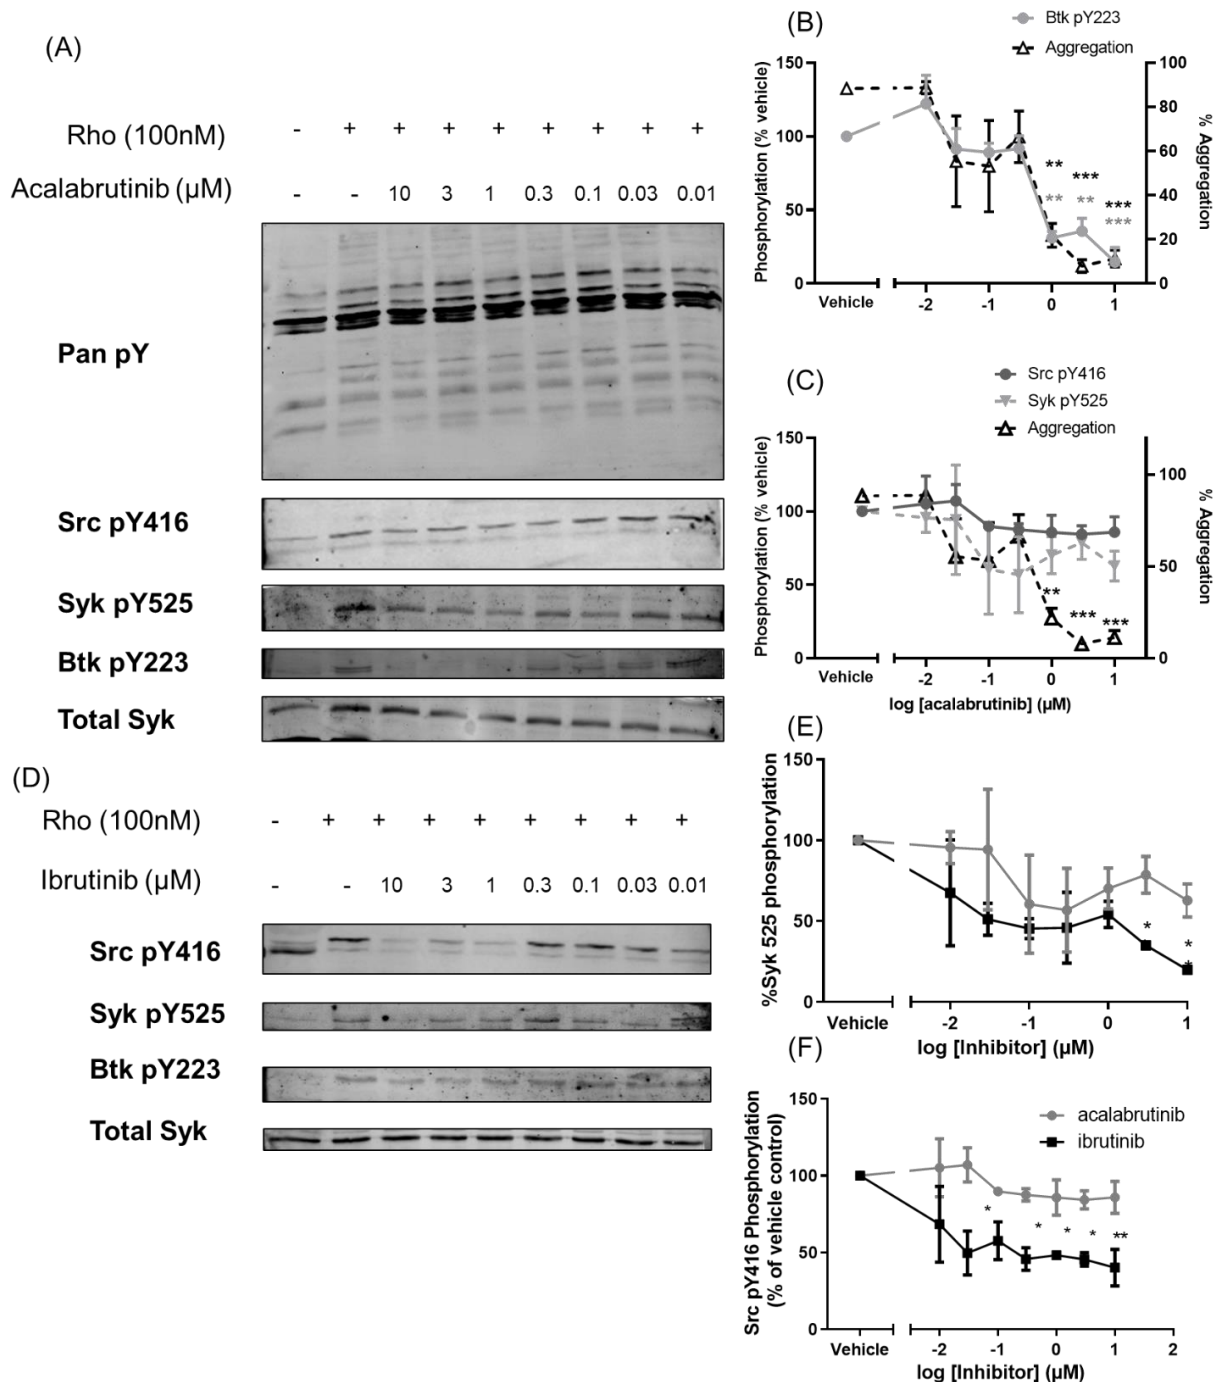 (A)
Rho (100nM) - + + + + + + + +
Acalabrutinib (µM) - - 10 3 1 0.3 0.1 0.03 0.01
Pan pY
Src pY416
Syk pY525
Btk pY223
Total Syk
(B)
Btk pY223
Aggregation
Phosphorylation (% vehicle)
150
100
50
0
% Aggregation
100
80
60
40
20
0
** *** ***
** ** ***
Vehicle -2 -1 0 1
(C)
Src pY416
Syk pY525
Aggregation
Phosphorylation (% vehicle)
150
100
50
0
% Aggregation
100
50
0
** *** ***
Vehicle -2 -1 0 1
log [acalabrutinib] (µM)
(D)
Rho (100nM) - + + + + + + + +
Ibrutinib (µM) - - 10 3 1 0.3 0.1 0.03 0.01
Src pY416
Syk pY525
Btk pY223
Total Syk
(E)
%Syk 525 phosphorylation
150
100
50
0
* *
*
Vehicle -2 -1 0 1
log [Inhibitor] (µM)
(F)
acalabrutinib
ibrutinib
Src pY416 Phosphorylation
(% of vehicle control)
150
100
50
0
* * * * **
Vehicle -2 -1 0 1 2
log [Inhibitor] (µM)